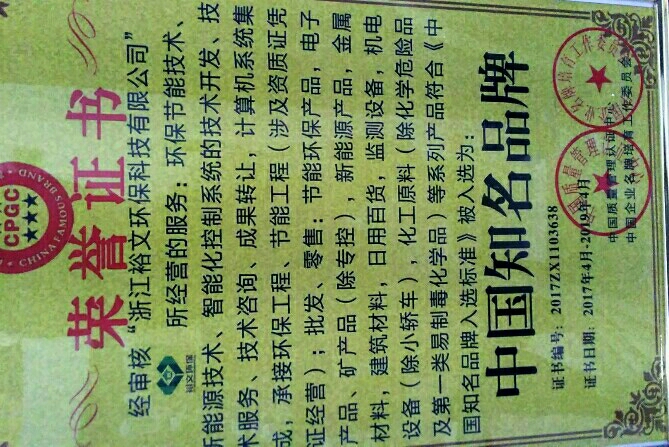 CPGC
CHINA FAMOUS BRAND
荣誉证书
经审核“浙江裕文环保科技有限公司”
裕文环保
所经营的服务：环保节能技术、
新能源技术、智能化控制系统的技术开发、技
术服务、技术咨询、成果转让，计算机系统集
成，承接环保工程、节能工程（涉及资质证凭
证经营）；批发、零售：节能环保产品，电子
产品、矿产品（除专控），新能源产品，金属
材料，建筑材料，日用百货，监测设备，机电
设备（除小轿车），化工原料（除化学危险品
及第一类易制毒化学品）等系列产品符合《中
国知名品牌入选标准》被入选为：
中国知名品牌
证书编号：2017ZX1103638
证书日期：2017年4月-2019年4月
中国质量管理认证中心
中国企业名牌培育工作委员会